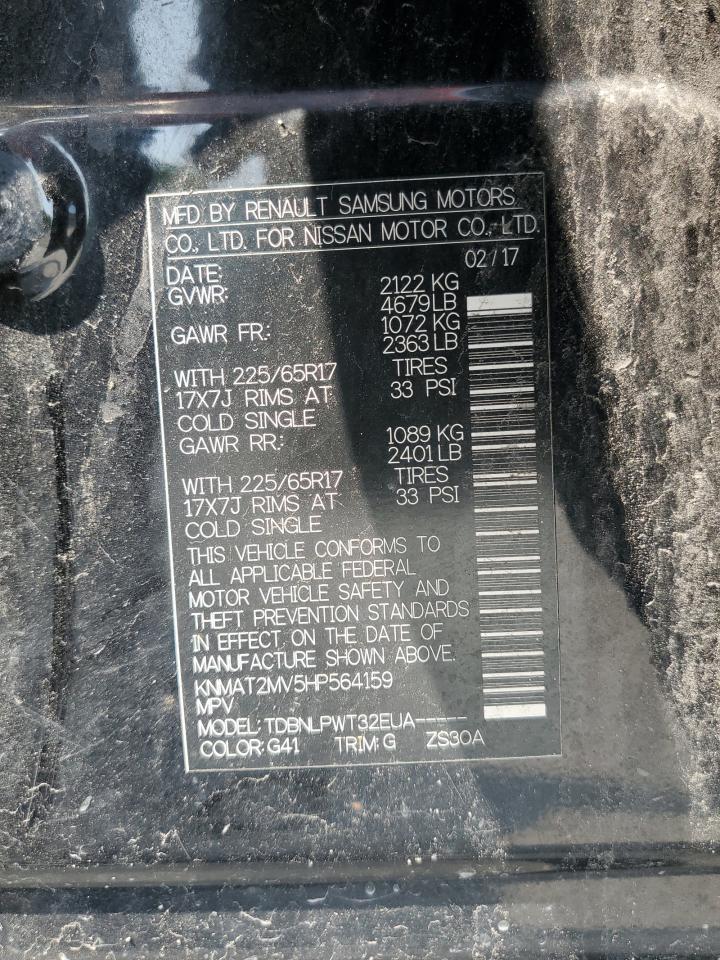 MFD BY RENAULT SAMSUNG MOTORS
CO., LTD. FOR NISSAN MOTOR CO., LTD.
DATE: 02/17
GVWR: 2122 KG
4679LB
GAWR FR: 1072 KG
2363LB
WITH 225/65R17 TIRES
17X7J RIMS AT 33 PSI
COLD SINGLE
GAWR RR: 1089 KG
2401LB
WITH 225/65R17 TIRES
17X7J RIMS AT 33 PSI
COLD SINGLE
THIS VEHICLE CONFORMS TO
ALL APPLICABLE FEDERAL
MOTOR VEHICLE SAFETY AND
THEFT PREVENTION STANDARDS
IN EFFECT ON THE DATE OF
MANUFACTURE SHOWN ABOVE.
KNMAT2MV5HP564159
MPV
MODEL:TDBNLPWT32EUA-----
COLOR:G41 TRIM:G ZS30A